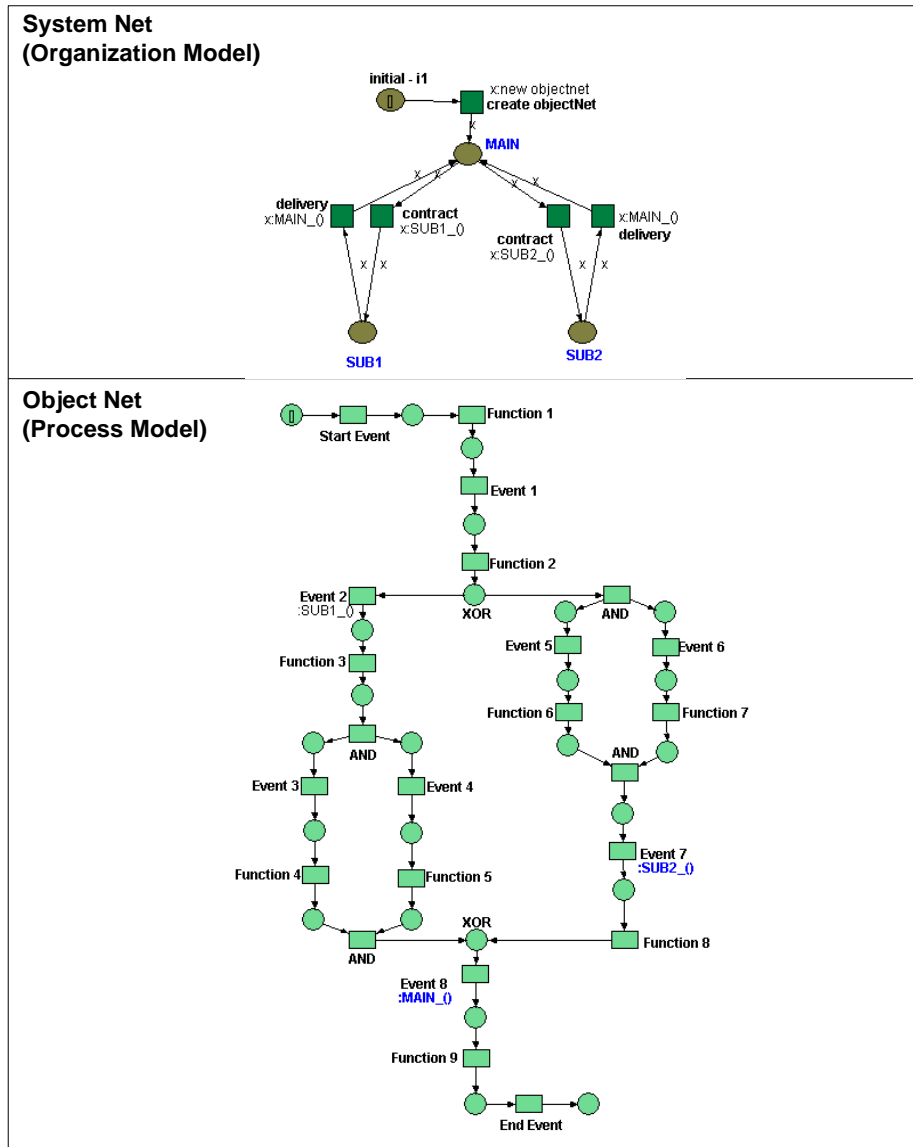 System Net
(Organization Model)
initial - i1
x:new objectnet
create objectNet
x
MAIN
x
x
x
x
delivery
x:MAIN_()
contract
x:SUB1_()
contract
x:SUB2_()
x:MAIN_()
delivery
x
x
x
x
SUB1
SUB2
Object Net
(Process Model)
Start Event
Function 1
Event 1
Function 2
Event 2
:SUB1_()
XOR
AND
Event 5
Event 6
Function 3
Function 6
Function 7
AND
AND
Event 3
Event 4
Event 7
:SUB2_()
Function 4
Function 5
XOR
AND
Function 8
Event 8
:MAIN_()
Function 9
End Event